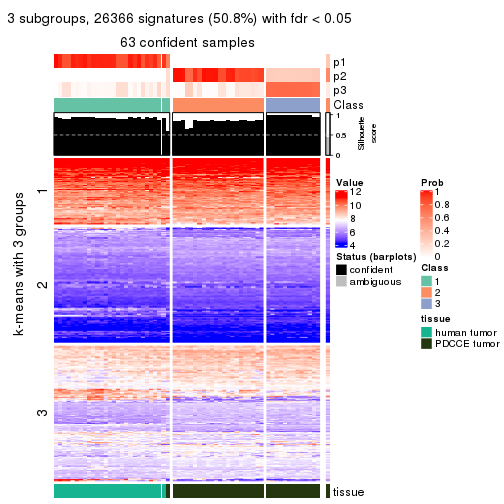 3 subgroups, 26366 signatures (50.8%) with fdr < 0.05
63 confident samples
p1
p2
p3
Class
1
0.5
0
Silhouette
score
k-means with 3 groups
1
2
3
Value
12
10
8
6
4
Status (barplots)
confident
ambiguous
Prob
1
0.8
0.6
0.4
0.2
0
Class
1
2
3
tissue
human tumor
PDCCE tumor
tissue